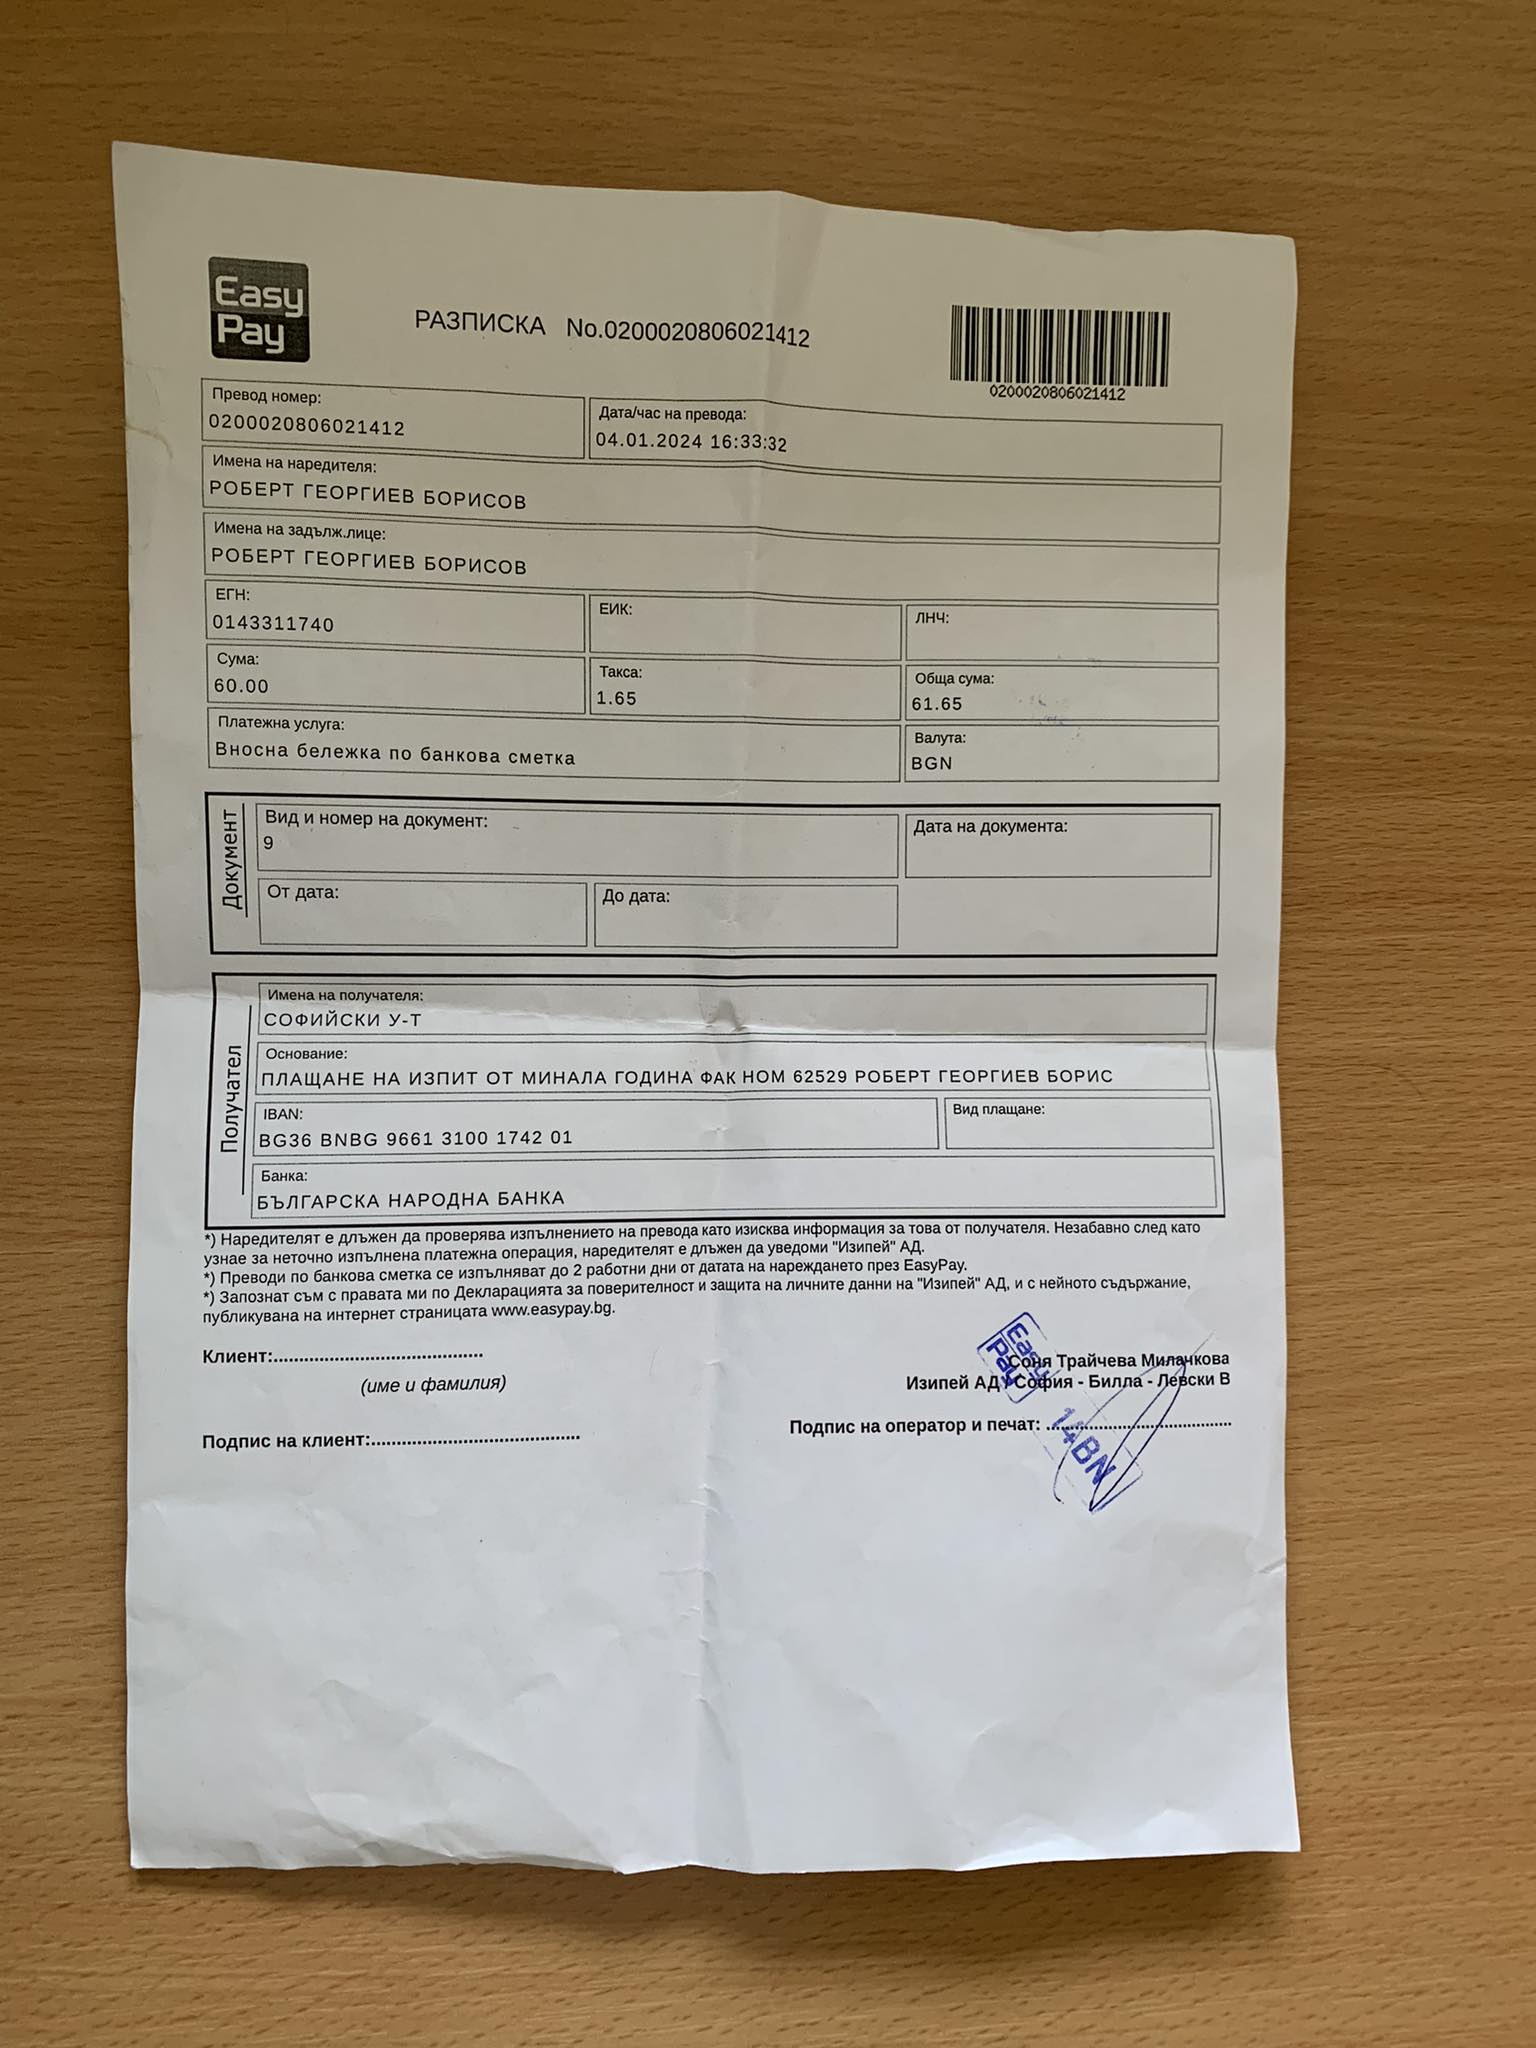 Easy
Pay
РАЗПИСКА No.0200020806021412
0200020806021412
Превод номер:
0200020806021412
Дата/час на превода:
04.01.2024 16:33:32
Имена на наредителя:
РОБЕРТ ГЕОРГИЕВ БОРИСОВ
Имена на задълж.лице:
РОБЕРТ ГЕОРГИЕВ БОРИСОВ
ЕГН:
0143311740
ЕИК:
ЛНЧ:
Сума:
60.00
Такса:
1.65
Обща сума:
61.65
Платежна услуга:
Вносна бележка по банкова сметка
Валута:
BGN
Документ
Вид и номер на документ:
9
Дата на документа:
От дата:
До дата:
Получател
Имена на получателя:
СОФИЙСКИ У-Т
Основание:
ПЛАЩАНЕ НА ИЗПИТ ОТ МИНАЛА ГОДИНА ФАК НОМ 62529 РОБЕРТ ГЕОРГИЕВ БОРИС
IBAN:
BG36 BNBG 9661 3100 1742 01
Вид плащане:
Банка:
БЪЛГАРСКА НАРОДНА БАНКА
*) Наредителят е длъжен да проверява изпълнението на превода като изисква информация за това от получателя. Незабавно след като
узнае за неточно изпълнена платежна операция, наредителят е длъжен да уведоми "Изипей" АД.
*) Преводи по банкова сметка се изпълняват до 2 работни дни от датата на нареждането през EasyPay.
*) Запознат съм с правата ми по Декларацията за поверителност и защита на личните данни на "Изипей" АД, и с нейното съдържание,
публикувана на интернет страницата www.easypay.bg.
Клиент:........................................
(име и фамилия)
Подпис на клиент:........................................
Соня Трайчева Милачкова
Изипей АД / София - Билла - Левски В
Подпис на оператор и печат: ....................................
Easy
Pay
14BN